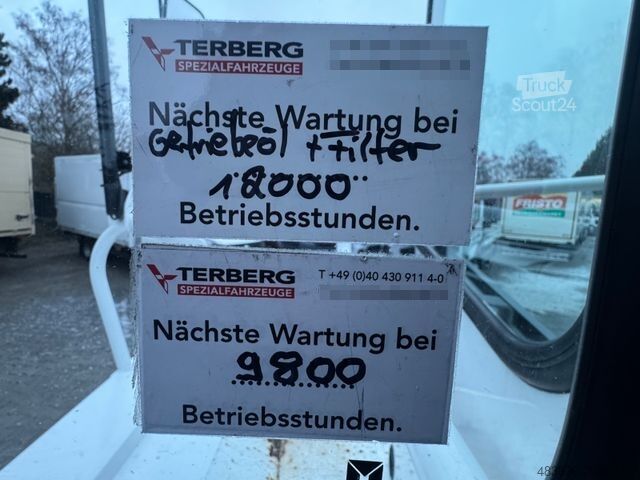 TERBERG
SPEZIALFAHRZEUGE
Truck
Scout24
Nächste Wartung bei
Getriebeöl + Filter
12000
Betriebsstunden.
FRISTO
TERBERG
SPEZIALFAHRZEUGE
T +49 (0)40 430 911 4-0
Nächste Wartung bei
9800
Betriebsstunden.